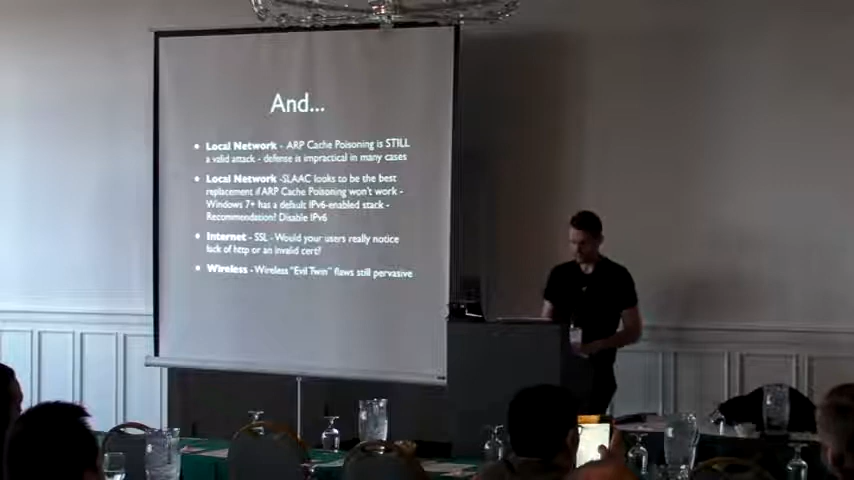 And...
• Local Network - ARP Cache Poisoning is STILL
a valid attack - defense is impractical in many cases
• Local Network -SLAAC looks to be the best
replacement if ARP Cache Poisoning won't work -
Windows 7+ has a default IPv6-enabled stack -
Recommendation? Disable IPv6
• Internet - SSL - Would your users really notice
lack of http or an invalid cert?
• Wireless - Wireless "Evil Twin" flaws still pervasive